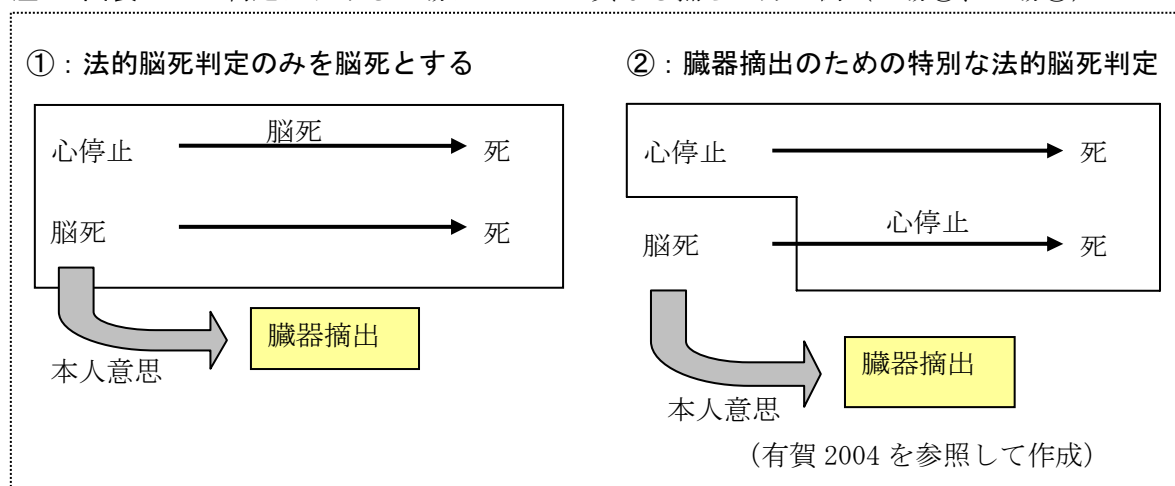 ①：法的脳死判定のみを脳死とする
②：臓器摘出のための特別な法的脳死判定
心停止
脳死
死
脳死
死
臓器摘出
本人意思
心停止
死
脳死
心停止
死
臓器摘出
本人意思
（有賀 2004 を参照して作成）